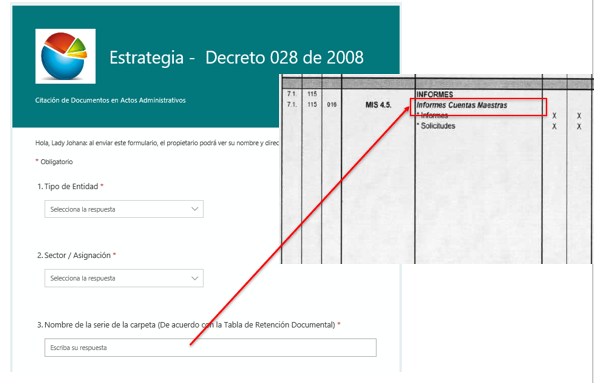 Estrategia - Decreto 028 de 2008
Citación de Documentos en Actos Administrativos
Hola, Lady Johana: al enviar este formulario, el propietario podrá ver su nombre y direc
* Obligatorio
1. Tipo de Entidad *
Selecciona la respuesta
2. Sector / Asignación *
Selecciona la respuesta
3. Nombre de la serie de la carpeta (De acuerdo con la Tabla de Retención Documental) *
Escriba su respuesta
7.1. 115 INFORMES
7.1. 115 016 MIS 4.5. Informes Cuentas Maestras
* Informes X X
* Solicitudes X X